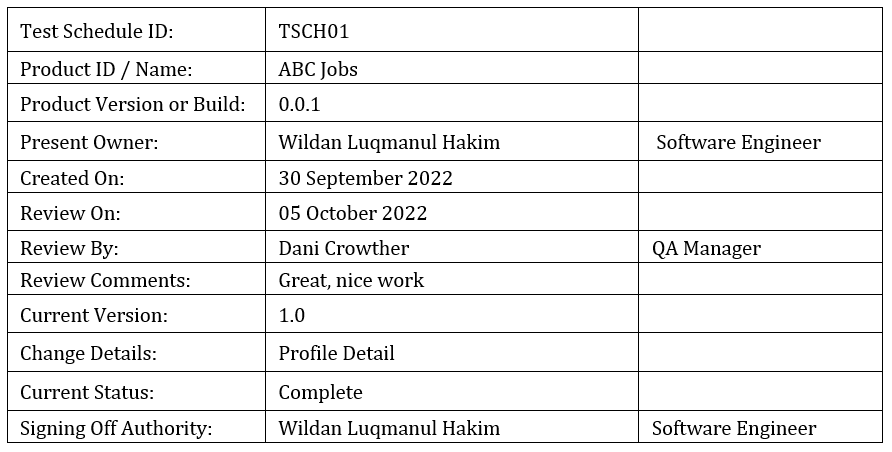 Test Schedule ID: TSCH01
Product ID / Name: ABC Jobs
Product Version or Build: 0.0.1
Present Owner: Wildan Luqmanul Hakim Software Engineer
Created On: 30 September 2022
Review On: 05 October 2022
Review By: Dani Crowther QA Manager
Review Comments: Great, nice work
Current Version: 1.0
Change Details: Profile Detail
Current Status: Complete
Signing Off Authority: Wildan Luqmanul Hakim Software Engineer